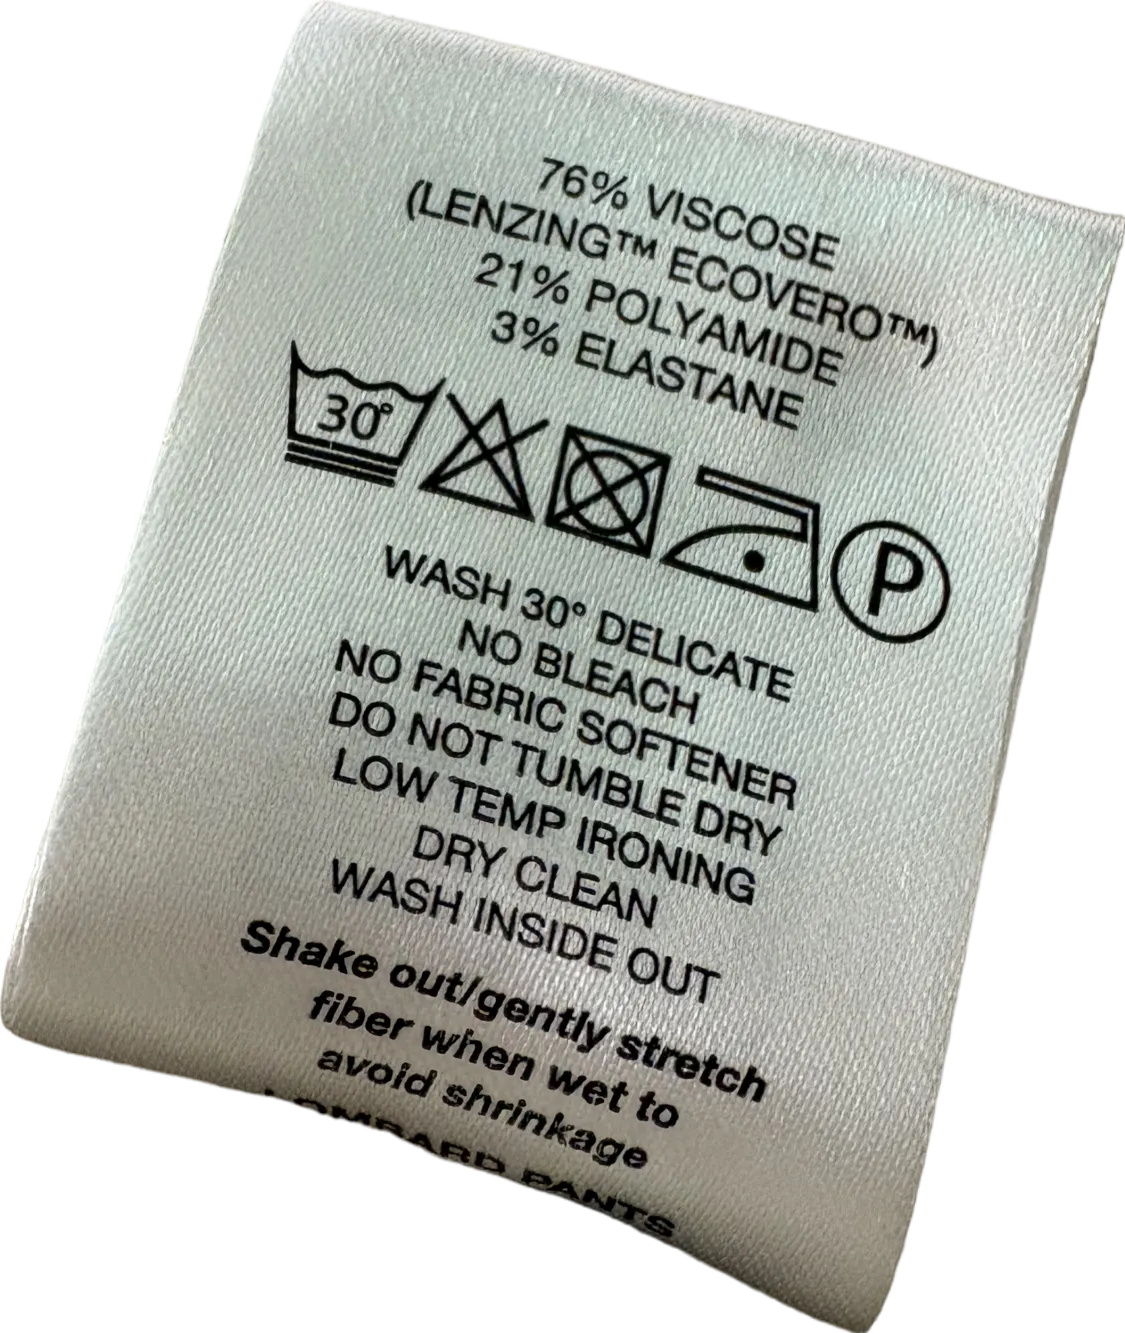 76% VISCOSE
(LENZING™ ECOVERO™)
21% POLYAMIDE
3% ELASTANE
30°
P
WASH 30° DELICATE
NO BLEACH
NO FABRIC SOFTENER
DO NOT TUMBLE DRY
LOW TEMP IRONING
DRY CLEAN
WASH INSIDE OUT
Shake out/gently stretch
fiber when wet to
avoid shrinkage
LOMBARD PANTS